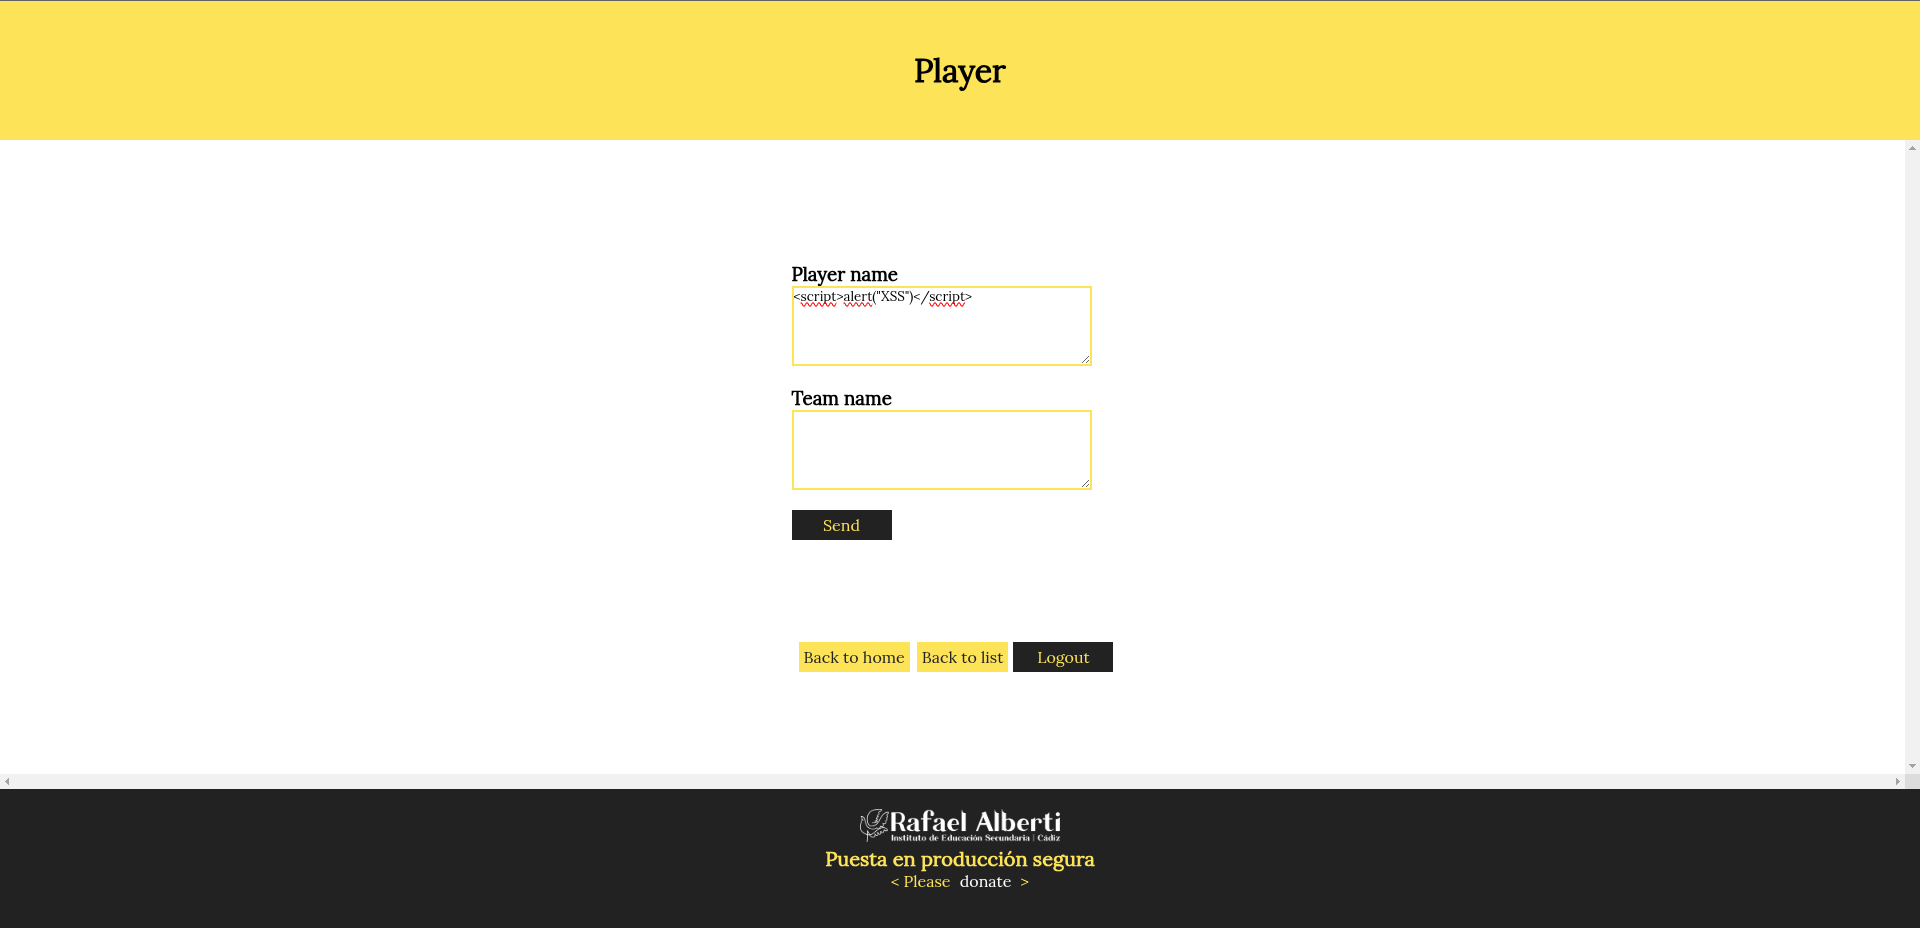 Player
Player name
<script>alert("XSS")</script>
Team name
Send
Back to home Back to list Logout
Rafael Alberti
Instituto de Educación Secundaria | Cádiz
Puesta en producción segura
< Please donate >